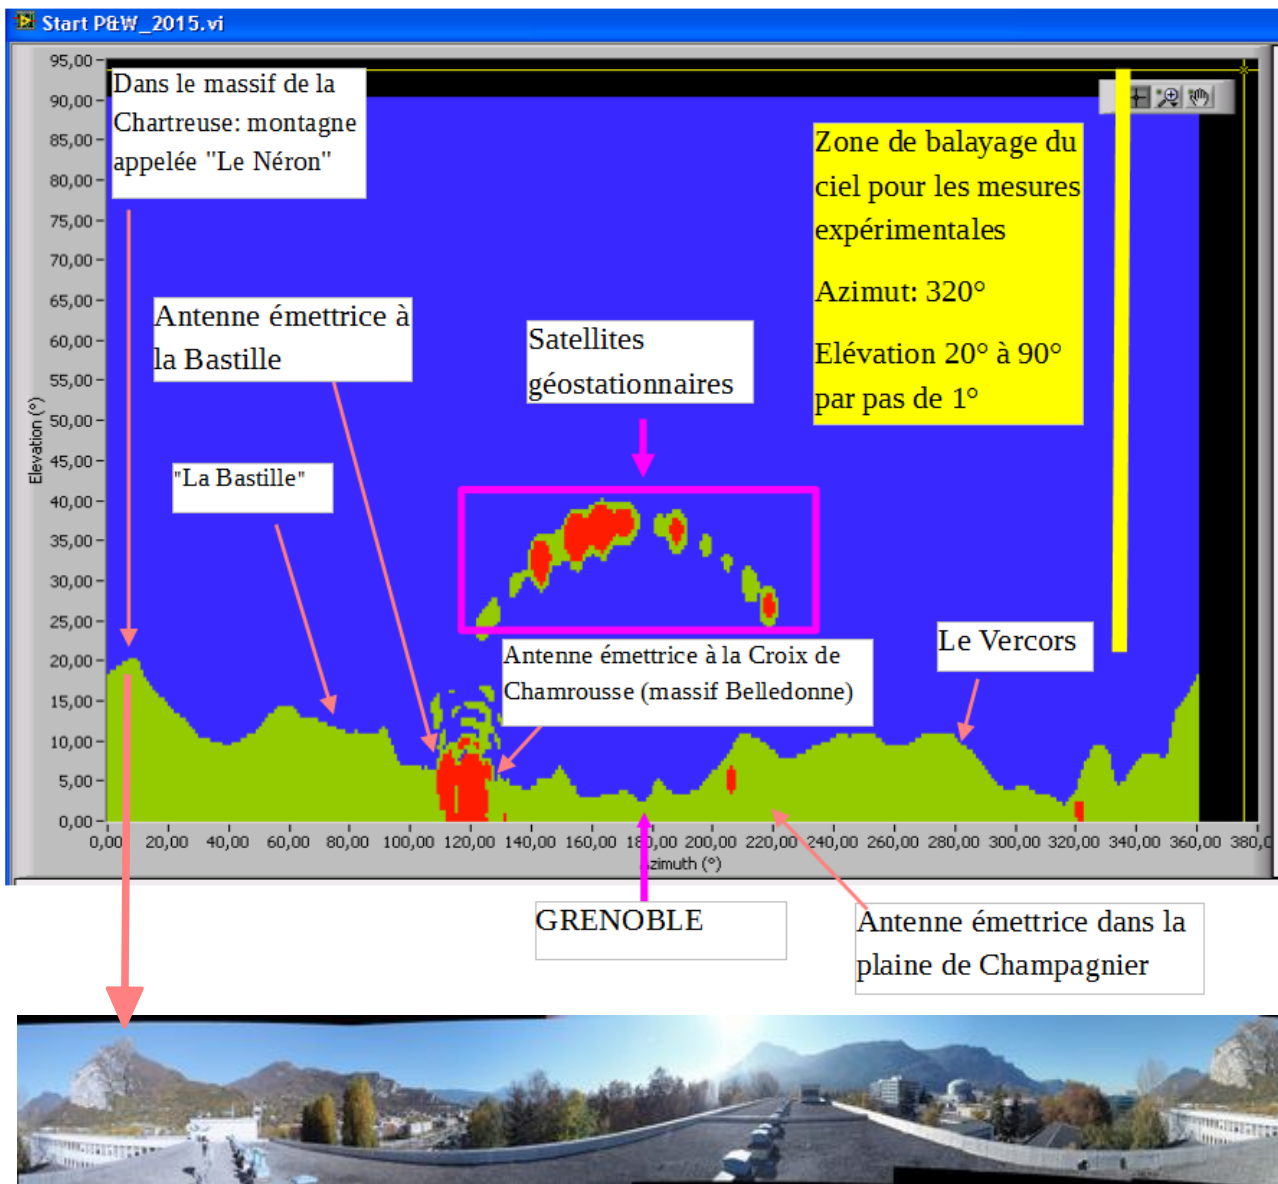 Start P&W_2015.vi
95,00
90,00
85,00
80,00
75,00
70,00
65,00
60,00
55,00
50,00
45,00
40,00
35,00
30,00
25,00
20,00
15,00
10,00
5,00
0,00
Elevation (°)
Dans le massif de la
Chartreuse: montagne
appelée "Le Néron"
Zone de balayage du
ciel pour les mesures
expérimentales
Azimut: 320°
Elévation 20° à 90°
par pas de 1°
Antenne émettrice à
la Bastille
Satellites
géostationnaires
"La Bastille"
Le Vercors
Antenne émettrice à la Croix de
Chamrousse (massif Belledonne)
0,00 20,00 40,00 60,00 80,00 100,00 120,00 140,00 160,00 180,00 200,00 220,00 240,00 260,00 280,00 300,00 320,00 340,00 360,00 380,0
Azimuth (°)
GRENOBLE
Antenne émettrice dans la
plaine de Champagnier